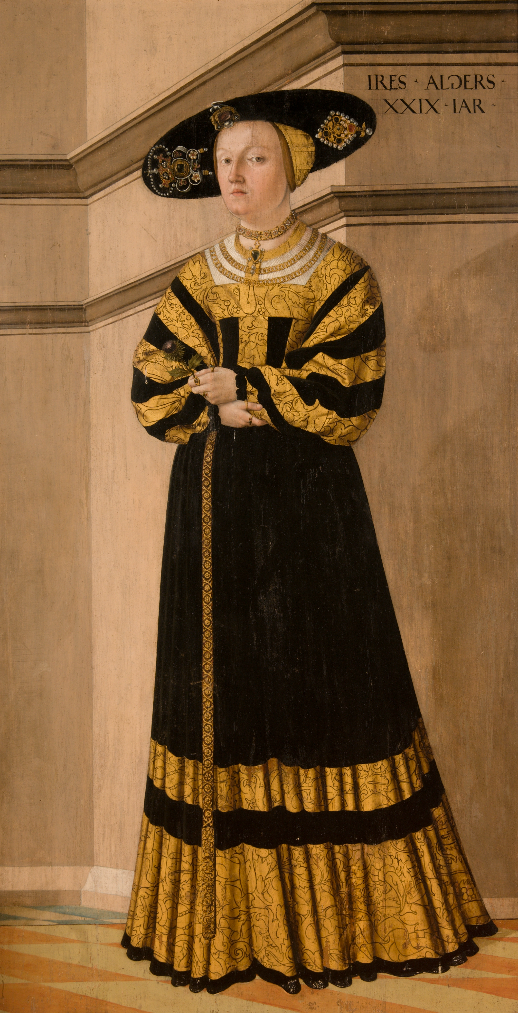 IRES · ALDERS ·
XXIX · IAR ·